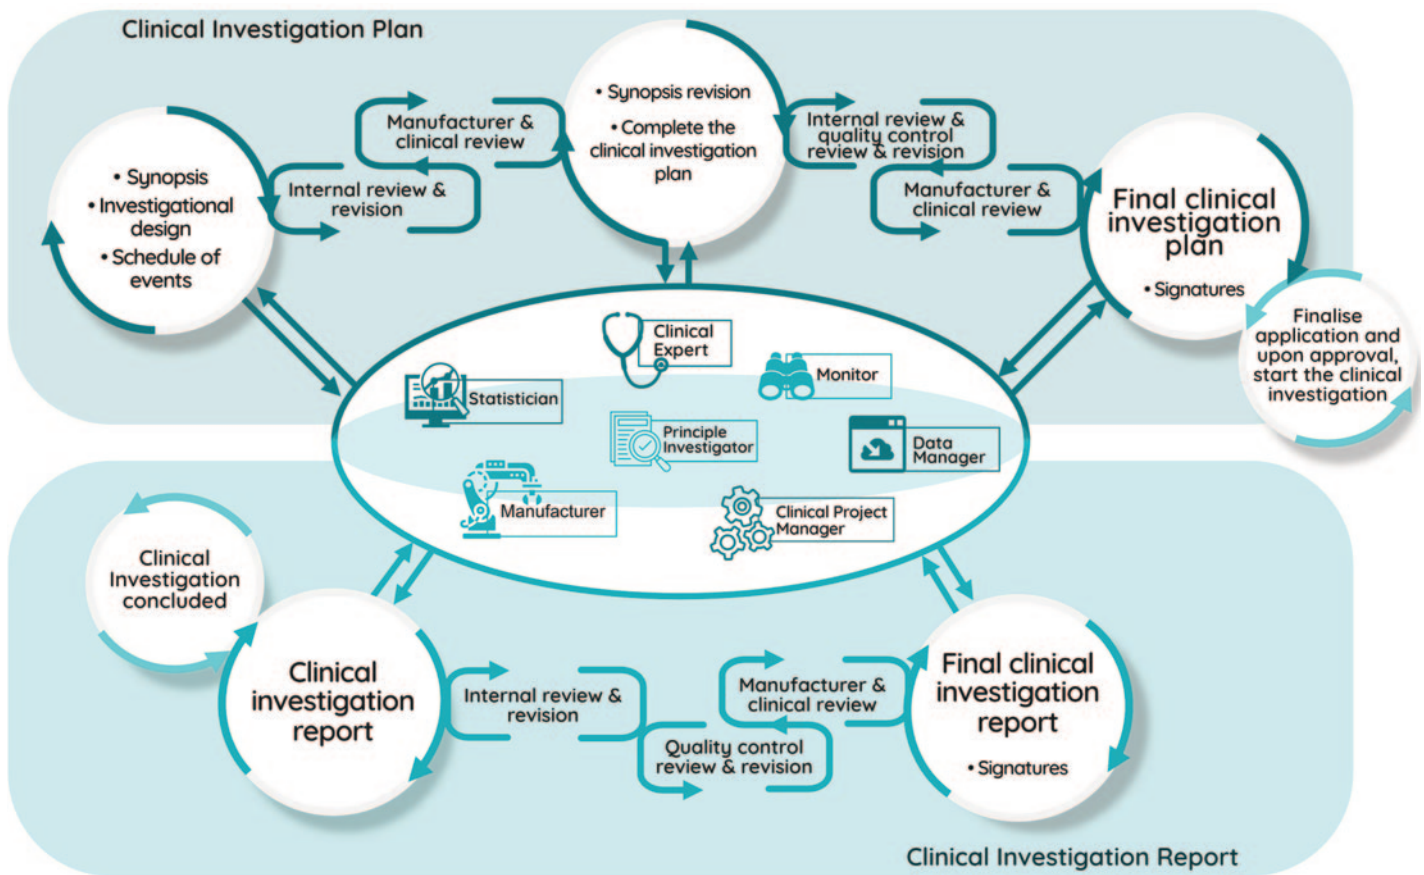 Clinical Investigation Plan
• Synopsis
• Investigational
design
• Schedule of
events
Internal review &
revision
Manufacturer &
clinical review
• Synopsis revision
• Complete the
clinical investigation
plan
Internal review &
quality control
review & revision
Manufacturer &
clinical review
Final clinical
investigation
plan
• Signatures
Finalise
application and
upon approval,
start the clinical
investigation
Clinical
Expert
Monitor
Statistician
Principle
Investigator
Data
Manager
Manufacturer
Clinical Project
Manager
Clinical
Investigation
concluded
Clinical
investigation
report
Internal review &
revision
Quality control
review & revision
Manufacturer &
clinical review
Final clinical
investigation
report
• Signatures
Clinical Investigation Report